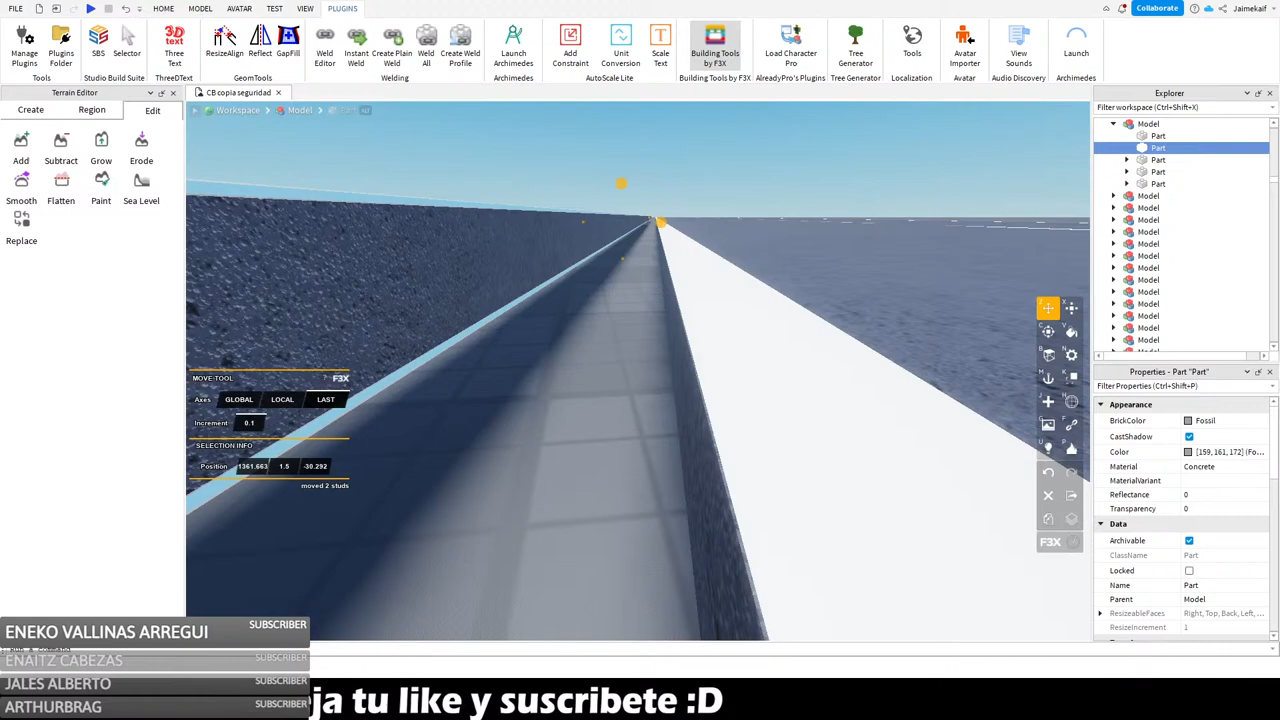 FILE HOME MODEL AVATAR TEST VIEW PLUGINS Collaborate Jaimekaif
Manage Plugins Plugins Folder SBS Selector Three Text ResizeAlign Reflect GapFill Weld Editor Instant Weld Create Plain Weld Weld All Create Weld Profile Launch Archimedes Add Constraint Unit Conversion Scale Text Building Tools by F3X Load Character Pro Tree Generator Tools Avatar Importer View Sounds Launch
Tools Studio Build Suite ThreeDText GeomTools Welding Archimedes AutoScale Lite Building Tools by F3X AlreadyPro's Plugins Tree Generator Localization Avatar Audio Discovery Archimedes
Terrain Editor
Create Region Edit
Add Subtract Grow Erode
Smooth Flatten Paint Sea Level
Replace
CB copia seguridad
Workspace Model Part
MOVE TOOL F3X
Axes GLOBAL LOCAL LAST
Increment 0.1
SELECTION INFO
Position 1361.663 1.5 -30.292
moved 2 studs
F3X
Explorer
Filter workspace (Ctrl+Shift+X)
Model
Part
Part
Part
Part
Part
Model
Model
Model
Model
Model
Model
Model
Model
Model
Model
Model
Model
Model
Properties - Part "Part"
Filter Properties (Ctrl+Shift+P)
Appearance
BrickColor Fossil
CastShadow
Color [159, 161, 172] (Fo...
Material Concrete
MaterialVariant
Reflectance 0
Transparency 0
Data
Archivable
ClassName Part
Locked
Name Part
Parent Model
ResizeableFaces Right, Top, Back, Left, ...
ResizeIncrement 1
ENEKO VALLINAS ARREGUI SUBSCRIBER
ENAITZ CABEZAS SUBSCRIBER
JALES ALBERTO SUBSCRIBER
ARTHURBRAG SUBSCRIBER
ja tu like y suscribete :D